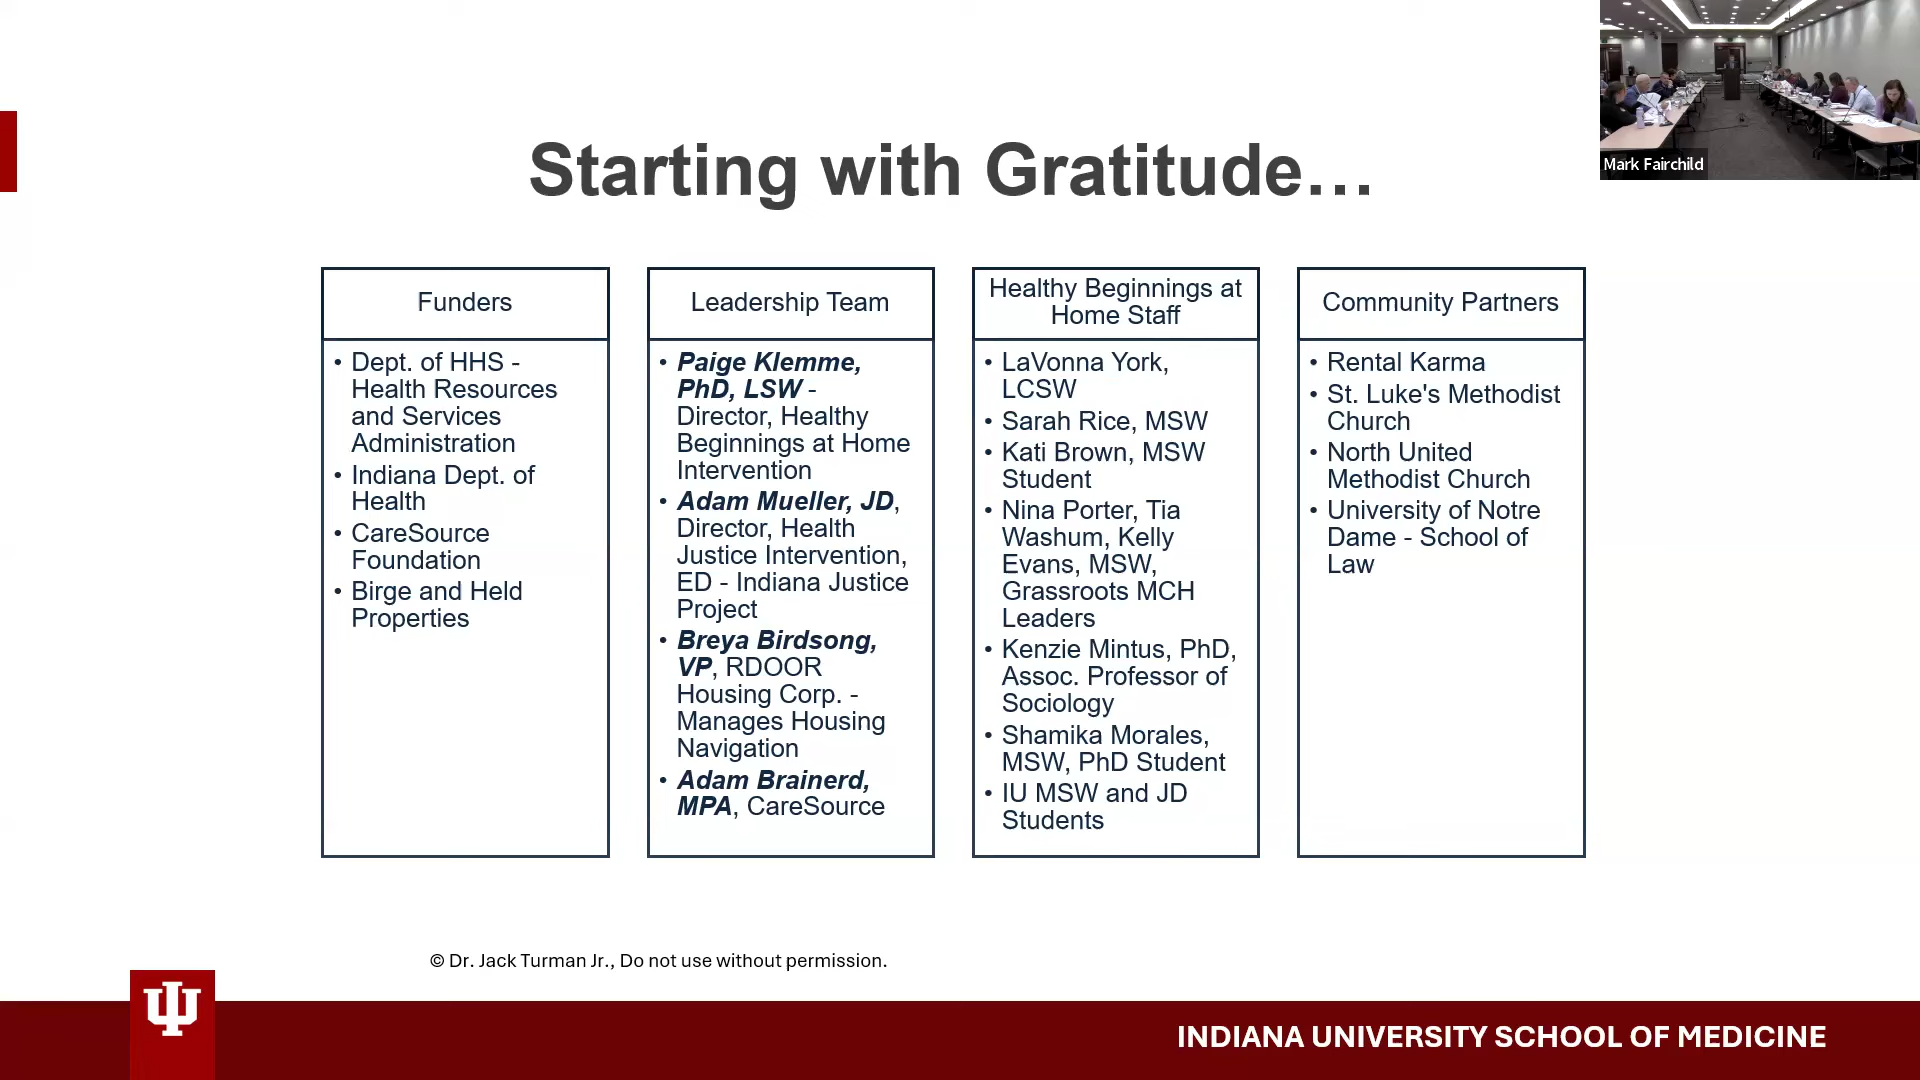 Mark Fairchild
Starting with Gratitude…
Funders
• Dept. of HHS -
Health Resources
and Services
Administration
• Indiana Dept. of
Health
• CareSource
Foundation
• Birge and Held
Properties
Leadership Team
• Paige Klemme,
PhD, LSW -
Director, Healthy
Beginnings at Home
Intervention
• Adam Mueller, JD,
Director, Health
Justice Intervention,
ED - Indiana Justice
Project
• Breya Birdsong,
VP, RDOOR
Housing Corp. -
Manages Housing
Navigation
• Adam Brainerd,
MPA, CareSource
Healthy Beginnings at
Home Staff
• LaVonna York,
LCSW
• Sarah Rice, MSW
• Kati Brown, MSW
Student
• Nina Porter, Tia
Washum, Kelly
Evans, MSW,
Grassroots MCH
Leaders
• Kenzie Mintus, PhD,
Assoc. Professor of
Sociology
• Shamika Morales,
MSW, PhD Student
• IU MSW and JD
Students
Community Partners
• Rental Karma
• St. Luke's Methodist
Church
• North United
Methodist Church
• University of Notre
Dame - School of
Law
© Dr. Jack Turman Jr., Do not use without permission.
INDIANA UNIVERSITY SCHOOL OF MEDICINE